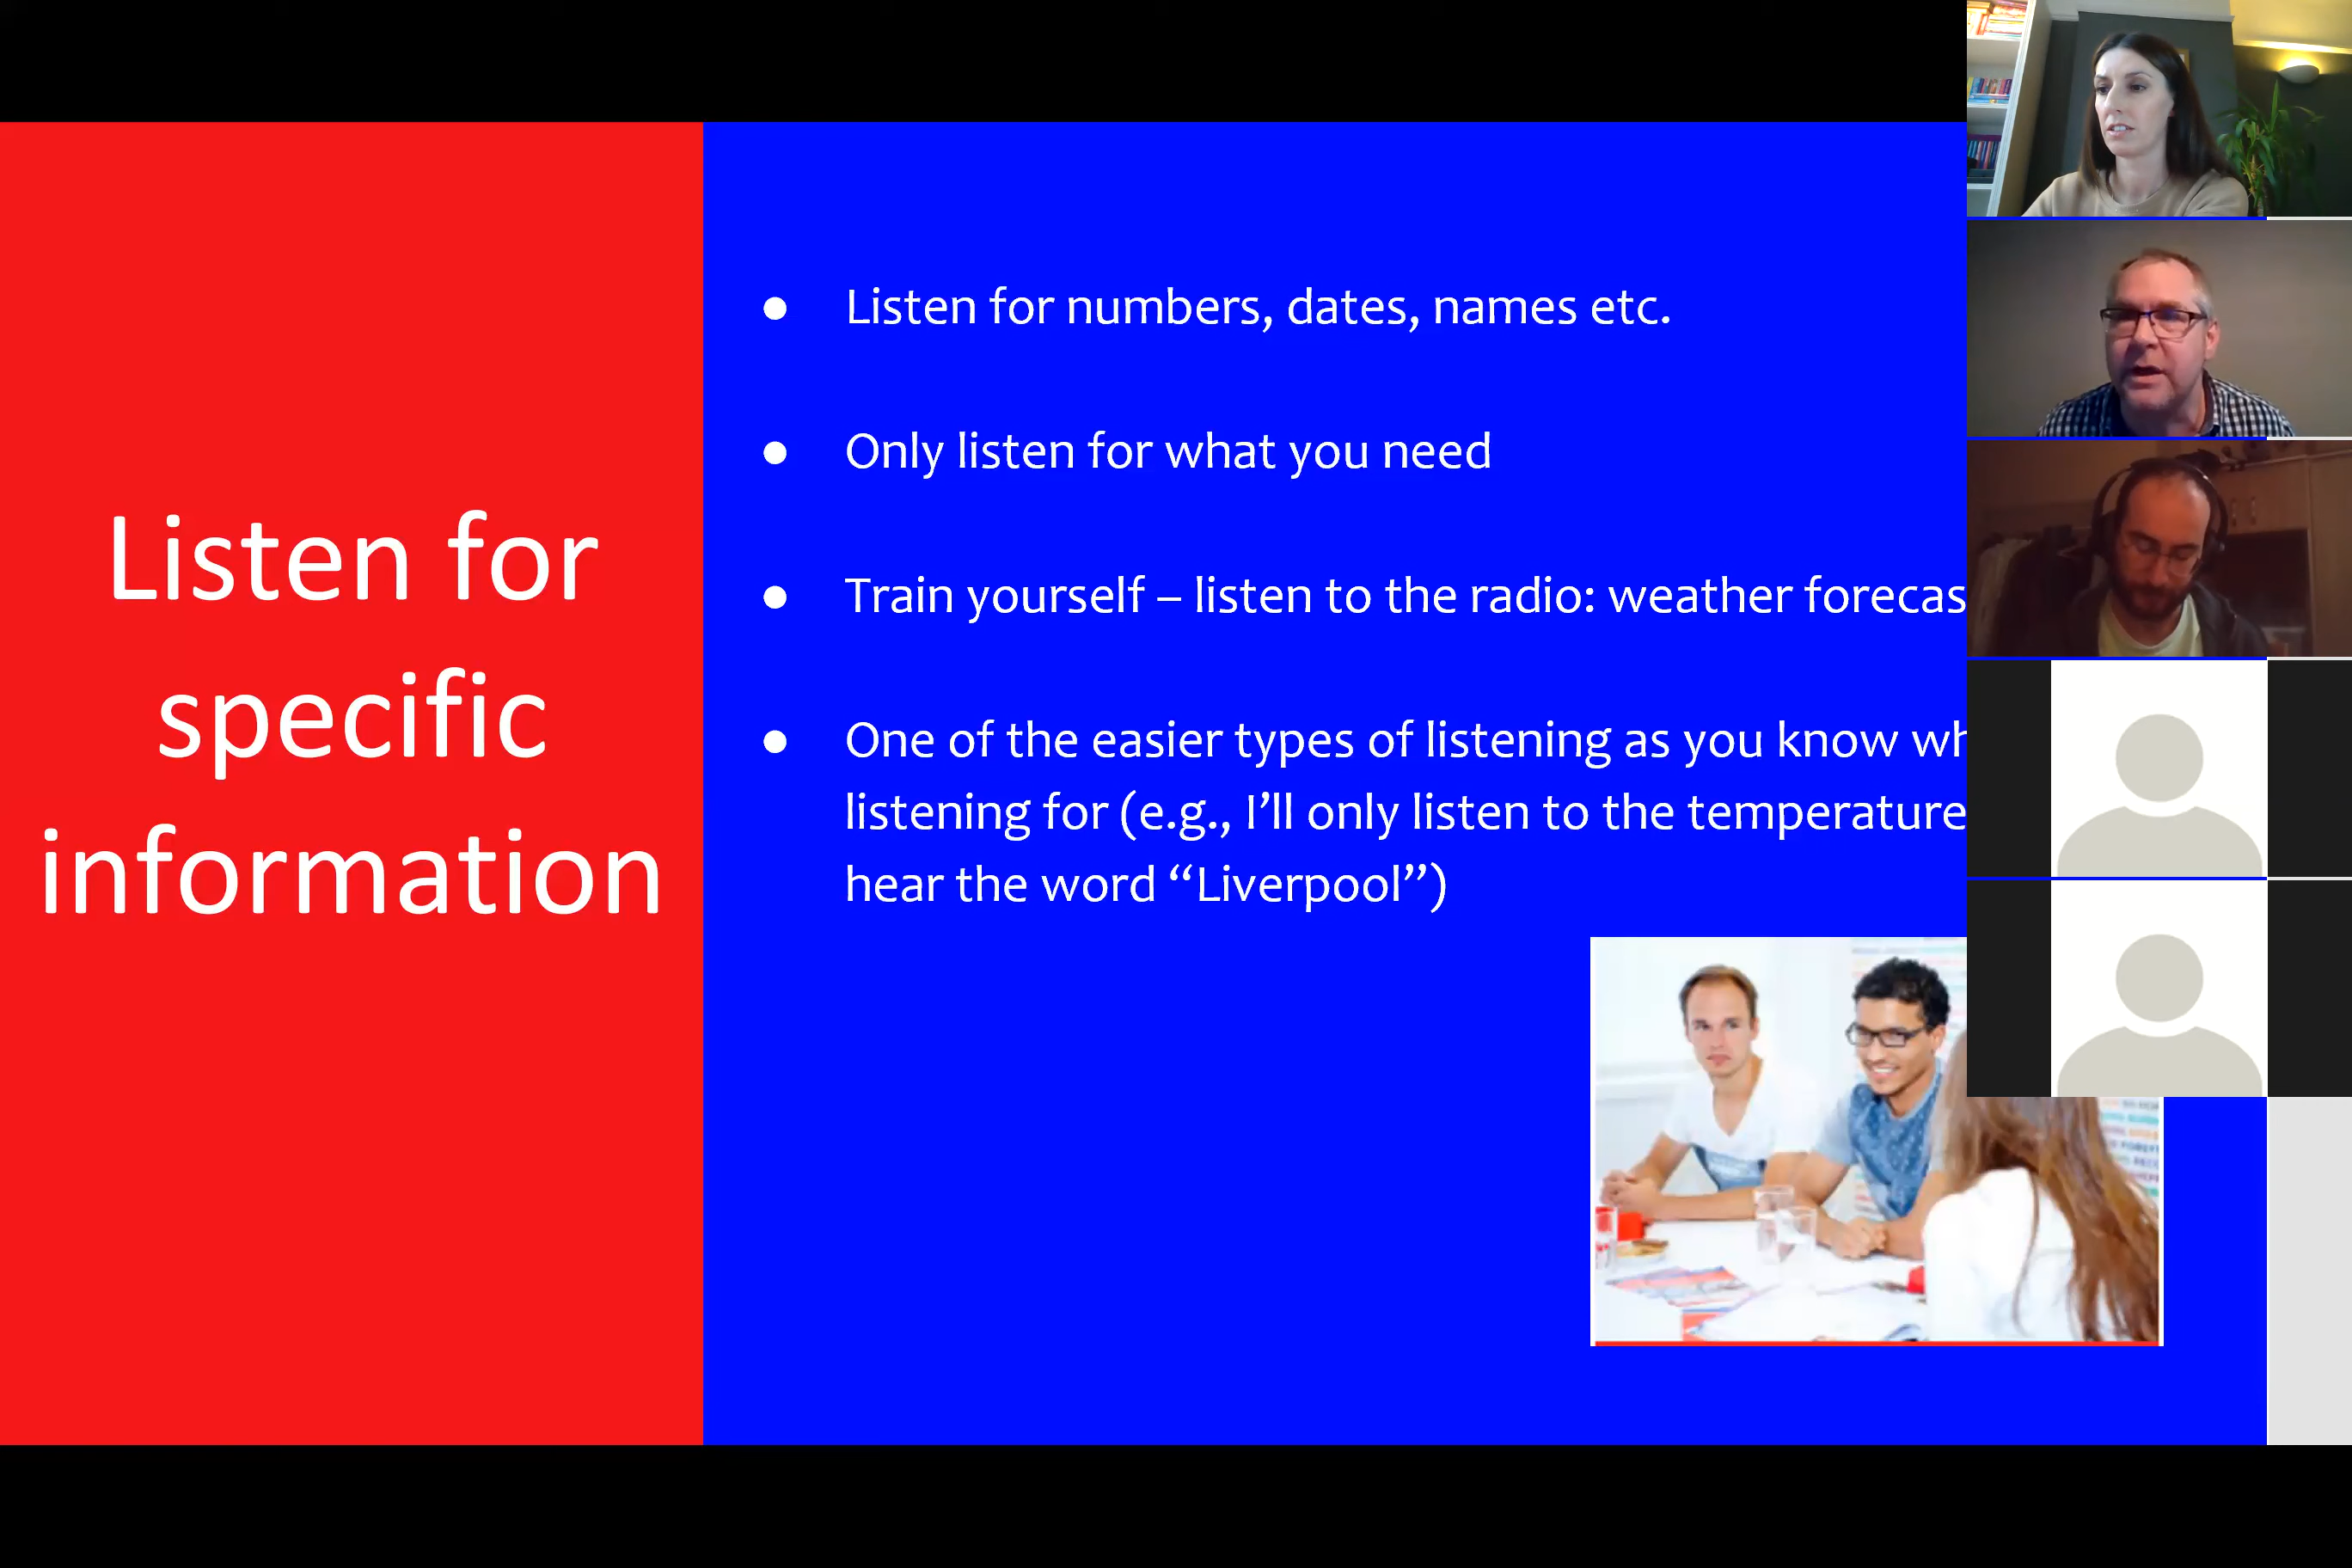 Listen for
specific
information
● Listen for numbers, dates, names etc.
● Only listen for what you need
● Train yourself – listen to the radio: weather forecas
● One of the easier types of listening as you know wh
listening for (e.g., I’ll only listen to the temperature
hear the word “Liverpool”)